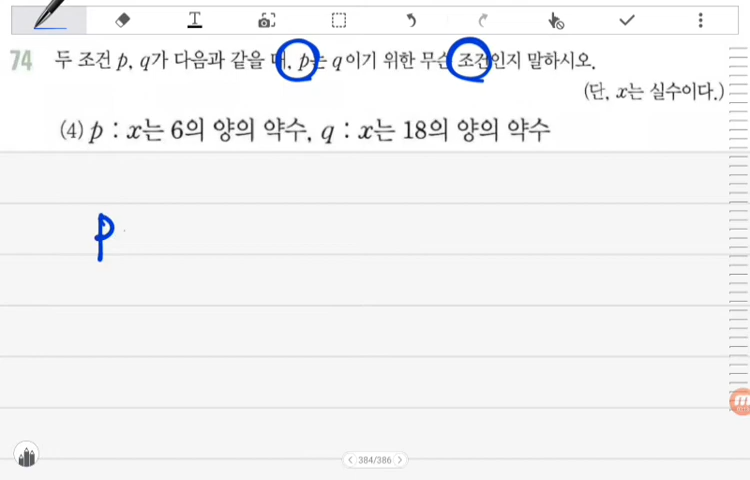 T
74 두 조건 p, q가 다음과 같을 때, p는 q이기 위한 무슨 조건인지 말하시오.
(단, x는 실수이다.)
(4) p : x는 6의 양의 약수, q : x는 18의 양의 약수
P
384/386